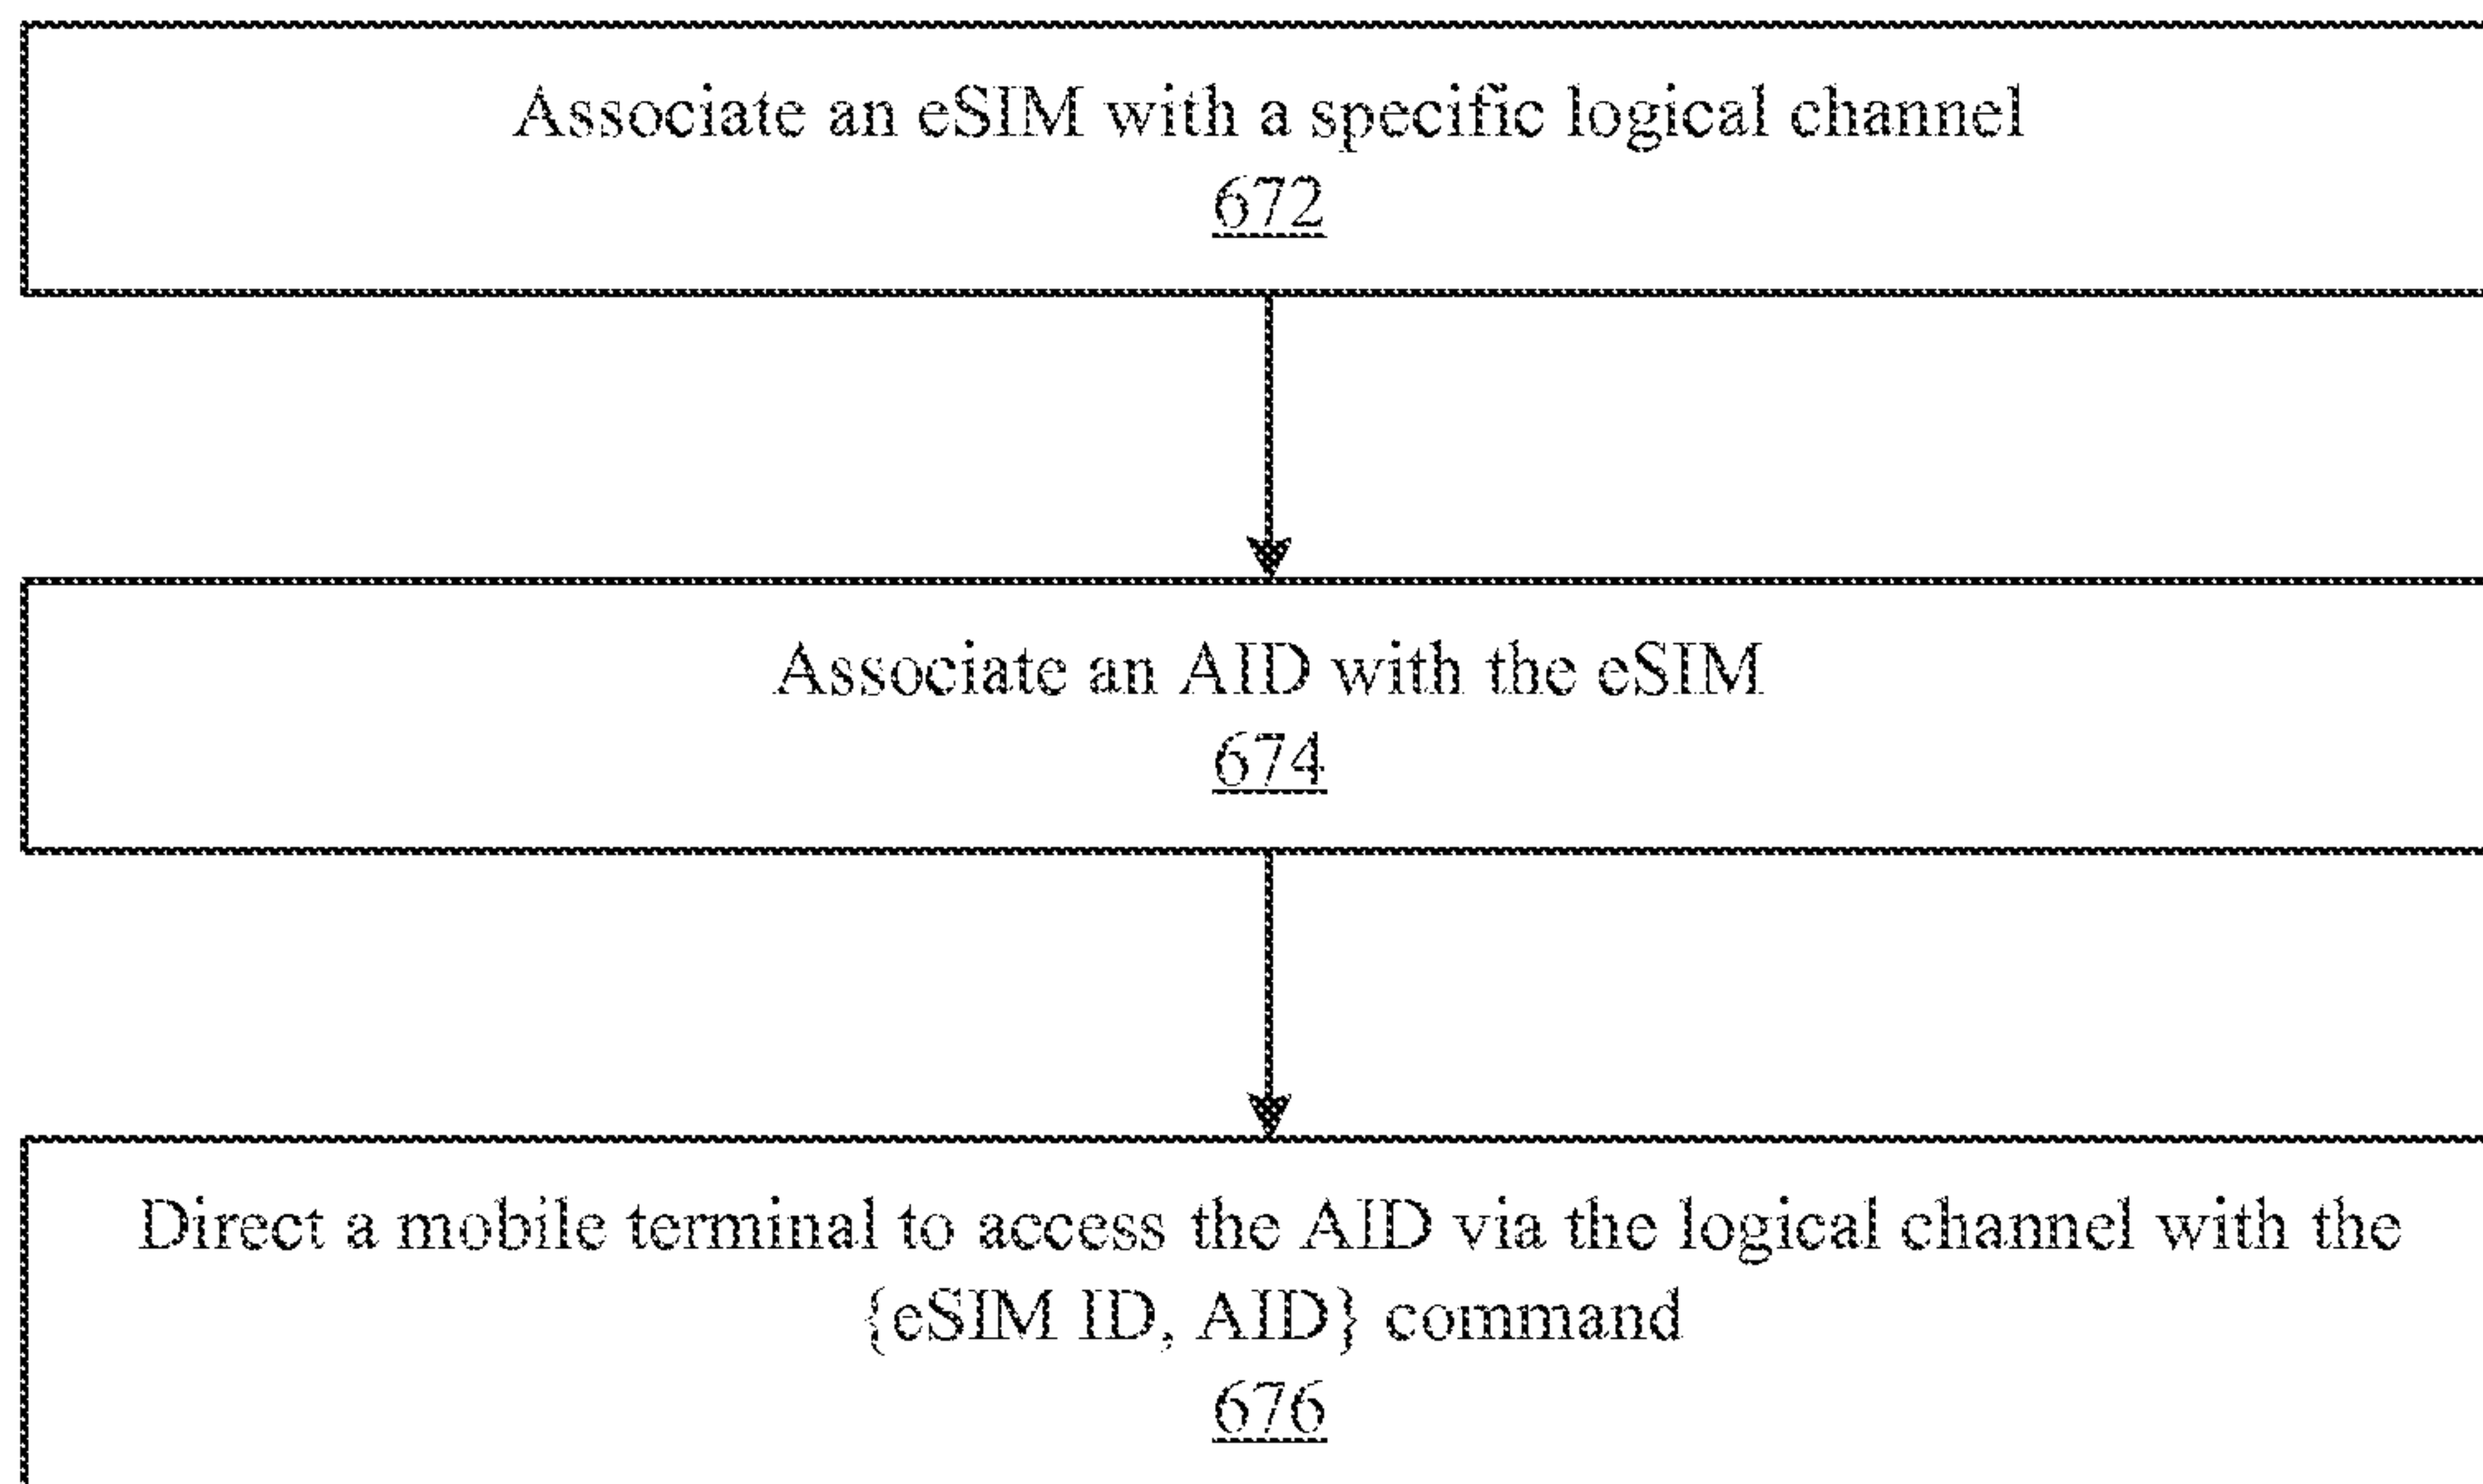 Associate an eSIM with a specific logical channel
672
Associate an AID with the eSIM
674
Direct a mobile terminal to access the AID via the logical channel with the
{eSIM ID, AID} command
676